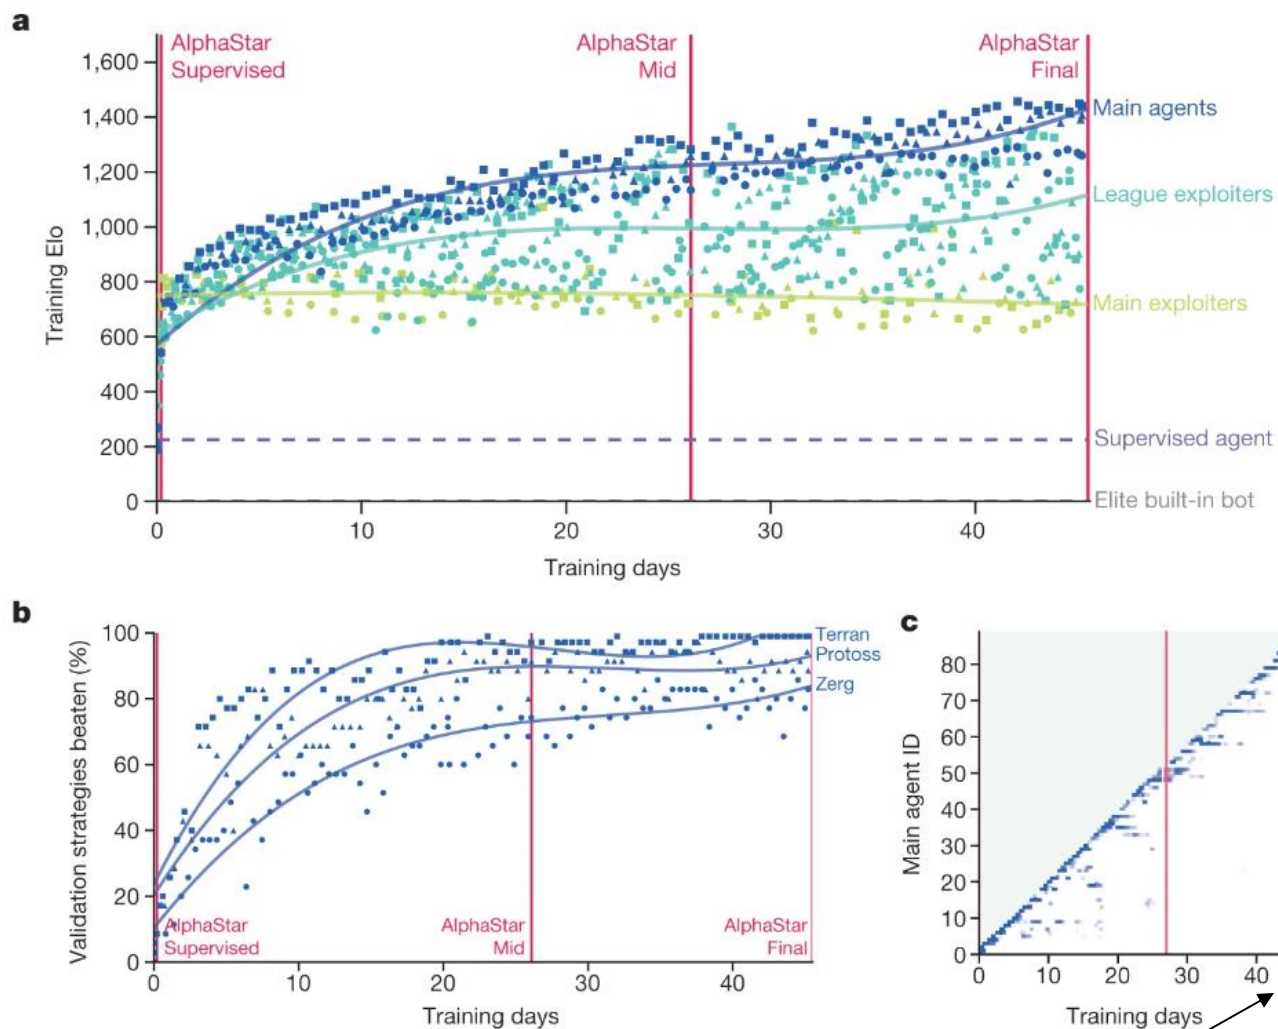 a
AlphaStar
Supervised
AlphaStar
Mid
AlphaStar
Final
1,600
1,400
1,200
1,000
800
600
400
200
0
Training Elo
Main agents
League exploiters
Main exploiters
Supervised agent
Elite built-in bot
0 10 20 30 40
Training days
b
100
80
60
40
20
0
Validation strategies beaten (%)
Terran
Protoss
Zerg
AlphaStar
Supervised
AlphaStar
Mid
AlphaStar
Final
0 10 20 30 40
Training days
c
80
70
60
50
40
30
20
10
0
Main agent ID
0 10 20 30 40
Training days